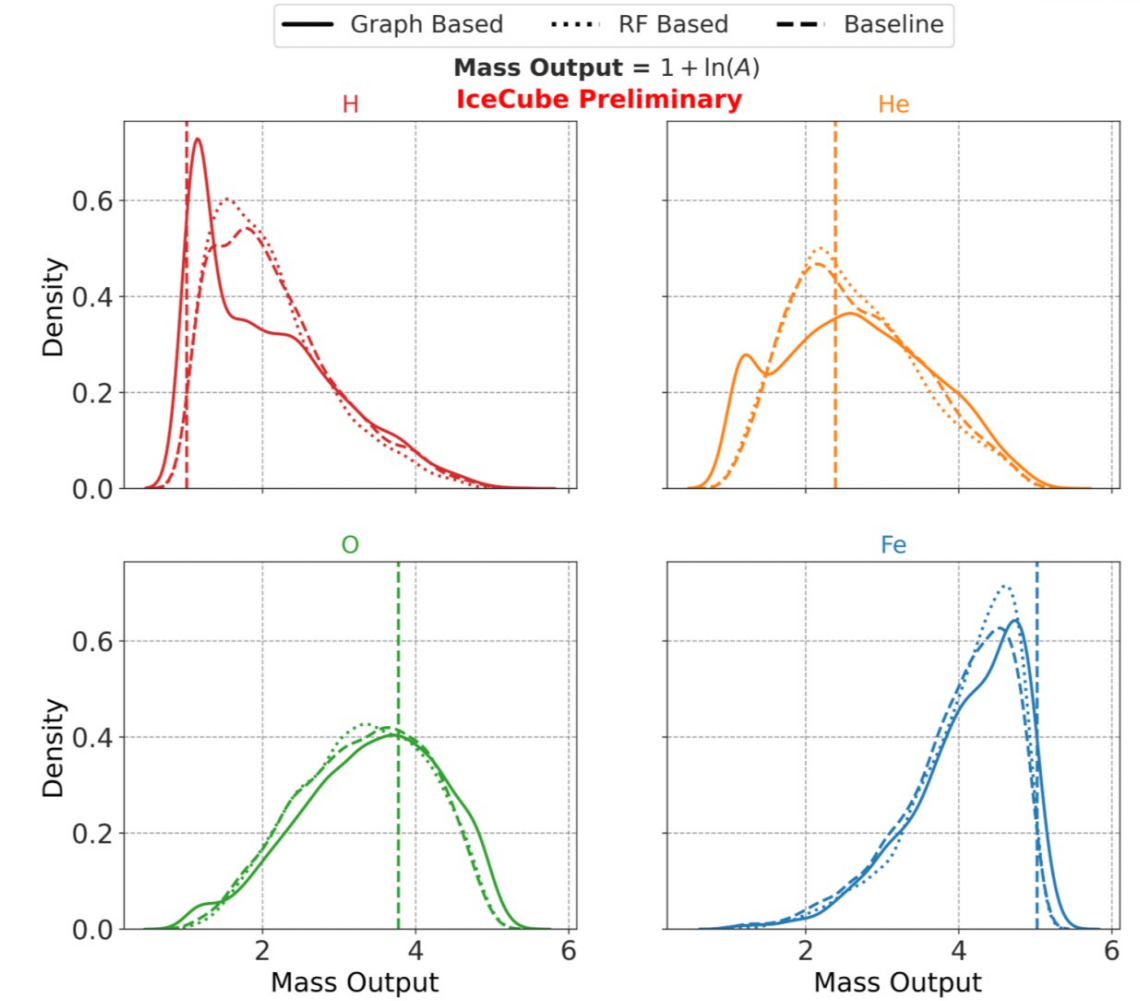 Graph Based RF Based Baseline
Mass Output = 1 + ln(A)
IceCube Preliminary
H
He
Density
0.6
0.4
0.2
0.0
O
Fe
Density
0.6
0.4
0.2
0.0
2 4 6
2 4 6
Mass Output
Mass Output